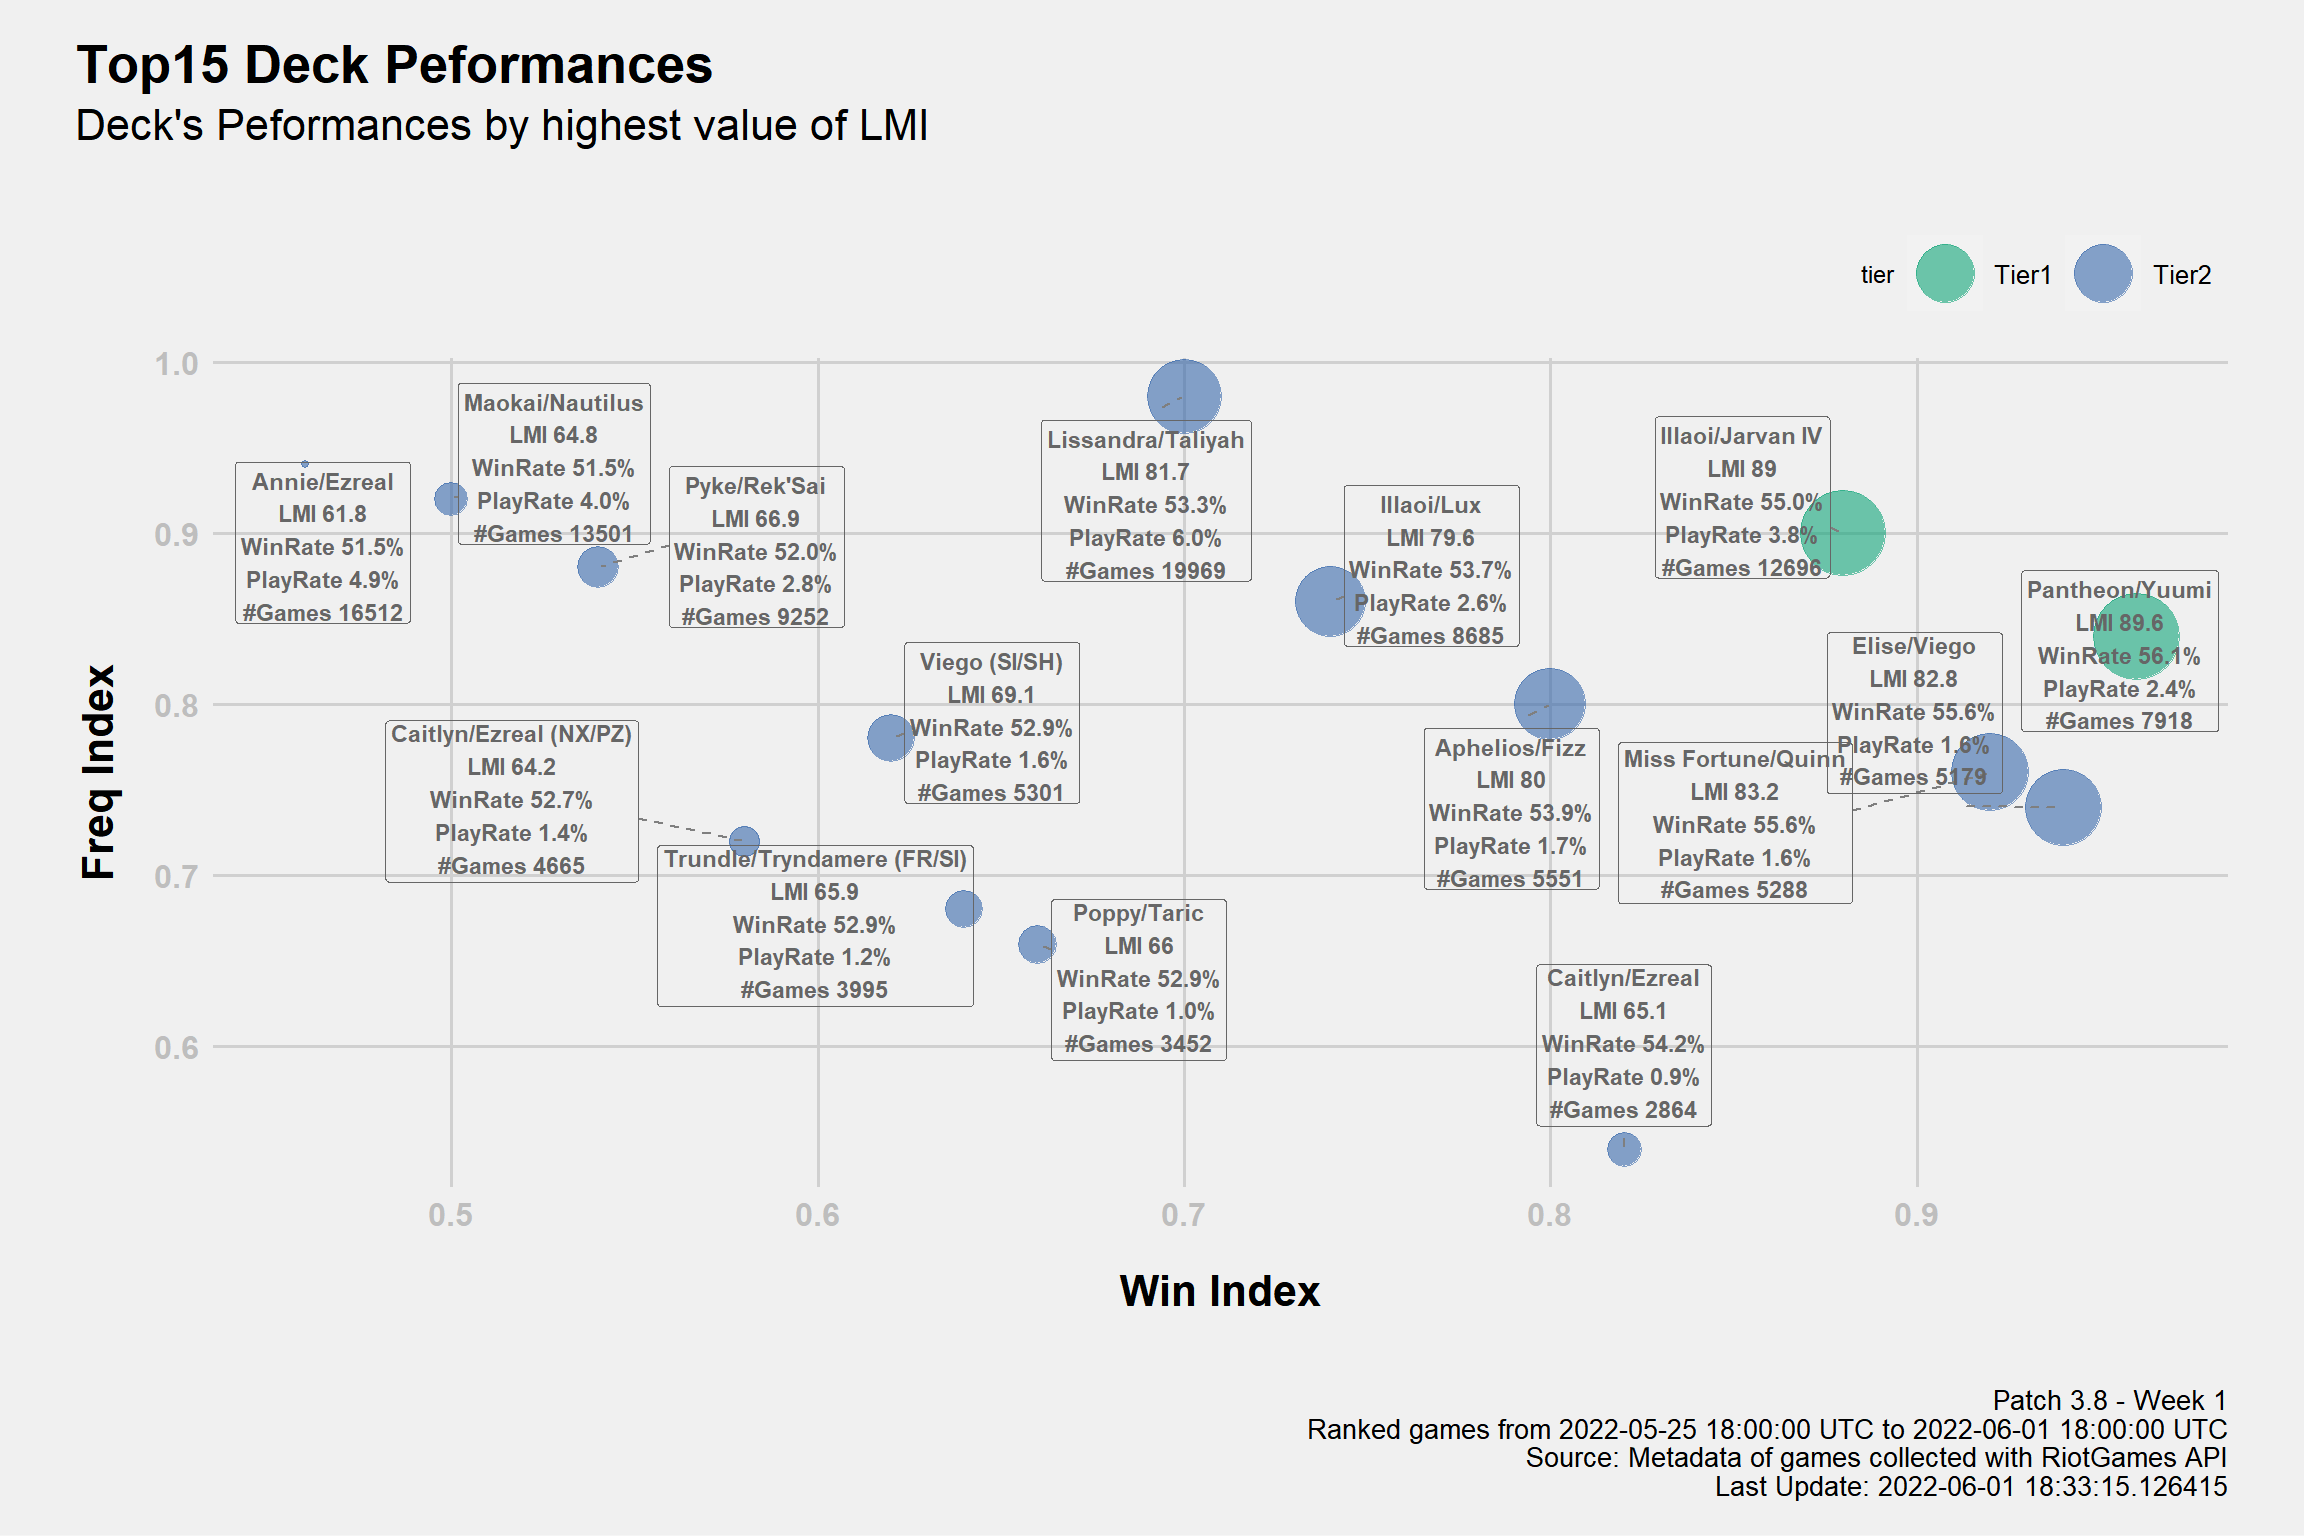 Top15 Deck Peformances
Deck's Peformances by highest value of LMI
tier Tier1 Tier2
1.0
0.9
0.8
0.7
0.6
Freq Index
Maokai/Nautilus
LMI 64.8
WinRate 51.5%
PlayRate 4.0%
#Games 13501
Annie/Ezreal
LMI 61.8
WinRate 51.5%
PlayRate 4.9%
#Games 16512
Pyke/Rek'Sai
LMI 66.9
WinRate 52.0%
PlayRate 2.8%
#Games 9252
Lissandra/Taliyah
LMI 81.7
WinRate 53.3%
PlayRate 6.0%
#Games 19969
Illaoi/Lux
LMI 79.6
WinRate 53.7%
PlayRate 2.6%
#Games 8685
Illaoi/Jarvan IV
LMI 89
WinRate 55.0%
PlayRate 3.8%
#Games 12696
Pantheon/Yuumi
LMI 89.6
WinRate 56.1%
PlayRate 2.4%
#Games 7918
Elise/Viego
LMI 82.8
WinRate 55.6%
PlayRate 1.6%
#Games 5179
Viego (SI/SH)
LMI 69.1
WinRate 52.9%
PlayRate 1.6%
#Games 5301
Caitlyn/Ezreal (NX/PZ)
LMI 64.2
WinRate 52.7%
PlayRate 1.4%
#Games 4665
Aphelios/Fizz
LMI 80
WinRate 53.9%
PlayRate 1.7%
#Games 5551
Miss Fortune/Quinn
LMI 83.2
WinRate 55.6%
PlayRate 1.6%
#Games 5288
Trundle/Tryndamere (FR/SI)
LMI 65.9
WinRate 52.9%
PlayRate 1.2%
#Games 3995
Poppy/Taric
LMI 66
WinRate 52.9%
PlayRate 1.0%
#Games 3452
Caitlyn/Ezreal
LMI 65.1
WinRate 54.2%
PlayRate 0.9%
#Games 2864
0.5 0.6 0.7 0.8 0.9
Win Index
Patch 3.8 - Week 1
Ranked games from 2022-05-25 18:00:00 UTC to 2022-06-01 18:00:00 UTC
Source: Metadata of games collected with RiotGames API
Last Update: 2022-06-01 18:33:15.126415